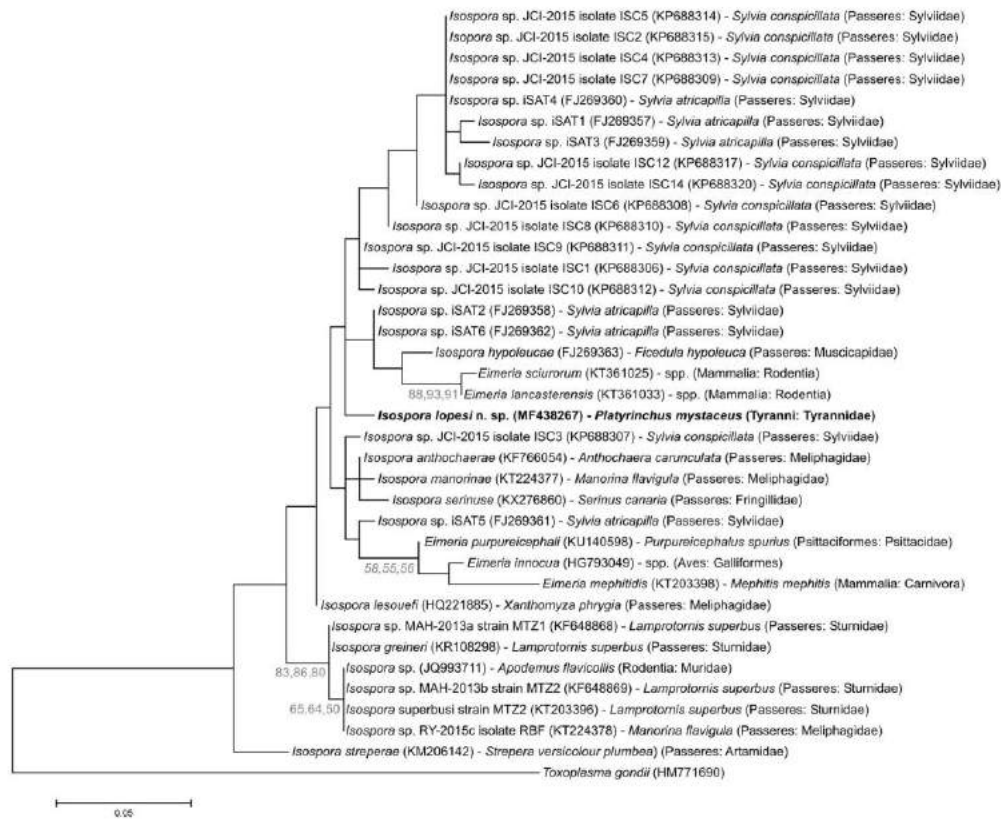 Isospora sp. JCI-2015 isolate ISC5 (KP688314) - Sylvia conspicillata (Passeres: Sylviidae)
Isopora sp. JCI-2015 isolate ISC2 (KP688315) - Sylvia conspicillata (Passeres: Sylviidae)
Isospora sp. JCI-2015 isolate ISC4 (KP688313) - Sylvia conspicillata (Passeres: Sylviidae)
Isospora sp. JCI-2015 isolate ISC7 (KP688309) - Sylvia conspicillata (Passeres: Sylviidae)
Isospora sp. iSAT4 (FJ269360) - Sylvia atricapilla (Passeres: Sylviidae)
Isospora sp. iSAT1 (FJ269357) - Sylvia atricapilla (Passeres: Sylviidae)
Isospora sp. iSAT3 (FJ269359) - Sylvia atricapilla (Passeres: Sylviidae)
Isospora sp. JCI-2015 isolate ISC12 (KP688317) - Sylvia conspicillata (Passeres: Sylviidae)
Isospora sp. JCI-2015 isolate ISC14 (KP688320) - Sylvia conspicillata (Passeres: Sylviidae)
Isospora sp. JCI-2015 isolate ISC6 (KP688308) - Sylvia conspicillata (Passeres: Sylviidae)
Isospora sp. JCI-2015 isolate ISC8 (KP688310) - Sylvia conspicillata (Passeres: Sylviidae)
Isospora sp. JCI-2015 isolate ISC9 (KP688311) - Sylvia conspicillata (Passeres: Sylviidae)
Isospora sp. JCI-2015 isolate ISC1 (KP688306) - Sylvia conspicillata (Passeres: Sylviidae)
Isospora sp. JCI-2015 isolate ISC10 (KP688312) - Sylvia conspicillata (Passeres: Sylviidae)
Isospora sp. iSAT2 (FJ269358) - Sylvia atricapilla (Passeres: Sylviidae)
Isospora sp. iSAT6 (FJ269362) - Sylvia atricapilla (Passeres: Sylviidae)
Isospora hypoleucae (FJ269363) - Ficedula hypoleuca (Passeres: Muscicapidae)
Eimeria sciurorum (KT361025) - spp. (Mammalia: Rodentia)
88,93,91 Eimeria lancasterensis (KT361033) - spp. (Mammalia: Rodentia)
Isospora lopesi n. sp. (MF438267) - Platyrinchus mystaceus (Tyranni: Tyrannidae)
Isospora sp. JCI-2015 isolate ISC3 (KP688307) - Sylvia conspicillata (Passeres: Sylviidae)
Isospora anthochaerae (KF766054) - Anthochaera carunculata (Passeres: Meliphagidae)
Isospora manorinae (KT224377) - Manorina flavigula (Passeres: Meliphagidae)
Isospora serinuse (KX276860) - Serinus canaria (Passeres: Fringillidae)
Isospora sp. iSAT5 (FJ269361) - Sylvia atricapilla (Passeres: Sylviidae)
Eimeria purpureicephali (KU140598) - Purpureicephalus spurius (Psittaciformes: Psittacidae)
58,55,56 Eimeria innocua (HG793049) - spp. (Aves: Galliformes)
Eimeria mephitidis (KT203398) - Mephitis mephitis (Mammalia: Carnivora)
Isospora lesouefi (HQ221885) - Xanthomyza phrygia (Passeres: Meliphagidae)
Isospora sp. MAH-2013a strain MTZ1 (KF648868) - Lamprotornis superbus (Passeres: Sturnidae)
Isospora greineri (KR108298) - Lamprotornis superbus (Passeres: Sturnidae)
83,86,80 Isospora sp. (JQ993711) - Apodemus flavicollis (Rodentia: Muridae)
Isospora sp. MAH-2013b strain MTZ2 (KF648869) - Lamprotornis superbus (Passeres: Sturnidae)
65,64,60 Isospora superbusi strain MTZ2 (KT203396) - Lamprotornis superbus (Passeres: Sturnidae)
Isospora sp. RY-2015c isolate RBF (KT224378) - Manorina flavigula (Passeres: Meliphagidae)
Isospora streperae (KM206142) - Strepera versicolour plumbea) (Passeres: Artamidae)
Toxoplasma gondii (HM771690)
0.05